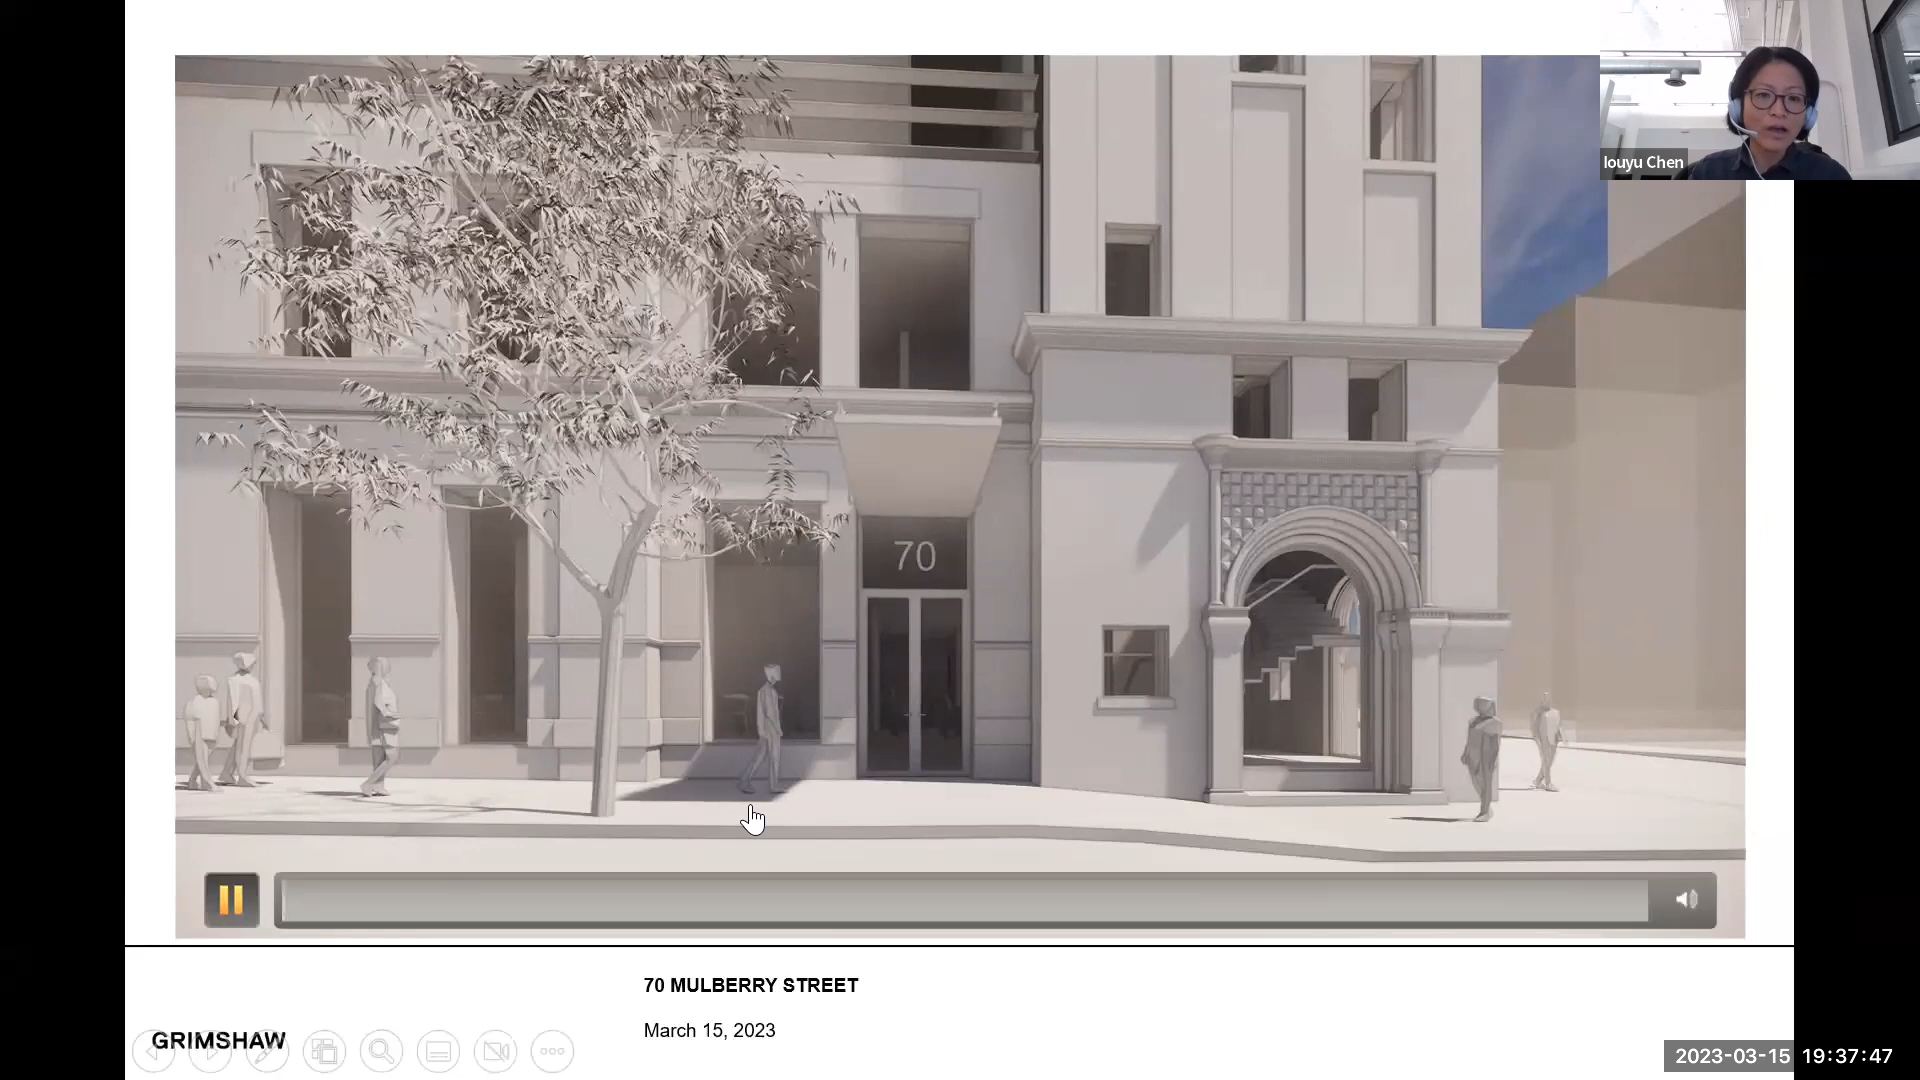 Iouyu Chen
70
70 MULBERRY STREET
March 15, 2023
GRIMSHAW
2023-03-15 19:37:47